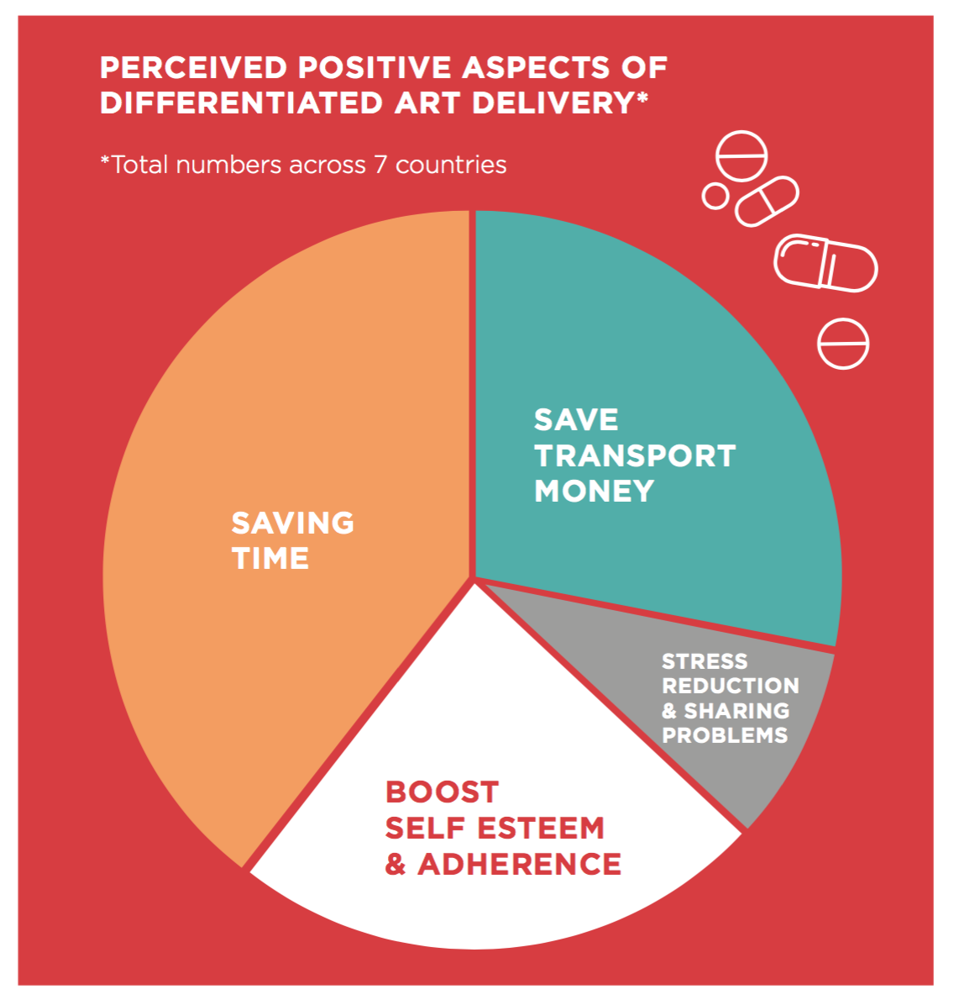 PERCEIVED POSITIVE ASPECTS OF
DIFFERENTIATED ART DELIVERY*
*Total numbers across 7 countries
SAVE
TRANSPORT
MONEY
SAVING
TIME
STRESS
REDUCTION
& SHARING
PROBLEMS
BOOST
SELF ESTEEM
& ADHERENCE